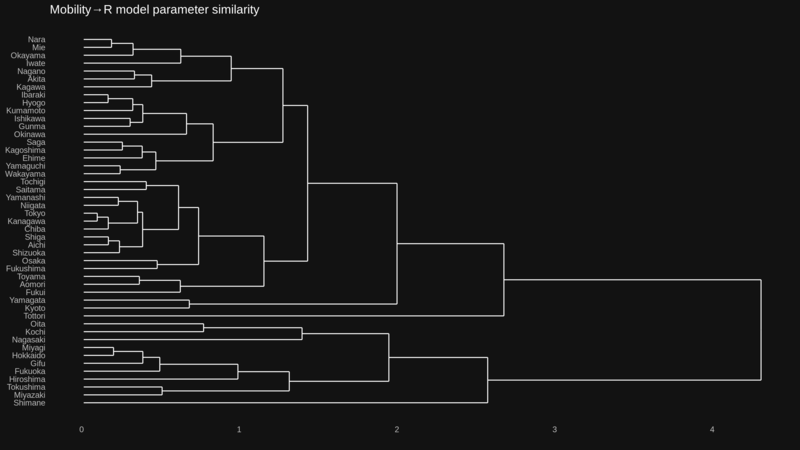 Mobility→R model parameter similarity
Nara
Mie
Okayama
Iwate
Nagano
Akita
Kagawa
Ibaraki
Hyogo
Kumamoto
Ishikawa
Gunma
Okinawa
Saga
Kagoshima
Ehime
Yamaguchi
Wakayama
Tochigi
Saitama
Yamanashi
Niigata
Tokyo
Kanagawa
Chiba
Shiga
Aichi
Shizuoka
Osaka
Fukushima
Toyama
Aomori
Fukui
Yamagata
Kyoto
Tottori
Oita
Kochi
Nagasaki
Miyagi
Hokkaido
Gifu
Fukuoka
Hiroshima
Tokushima
Miyazaki
Shimane
0 1 2 3 4